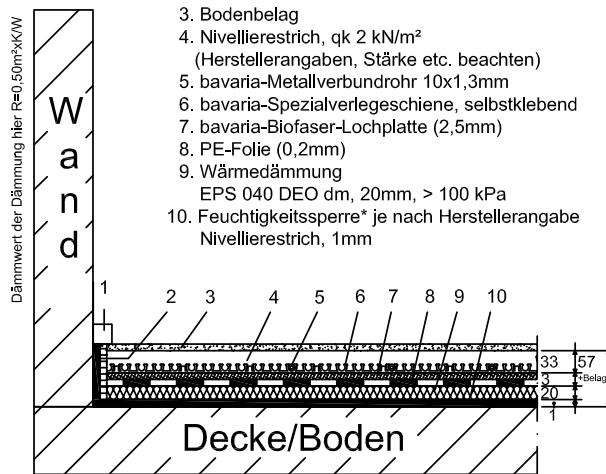 3. Bodenbelag
4. Nivellierestrich, qk 2 kN/m²
(Herstellerangaben, Stärke etc. beachten)
5. bavaria-Metallverbundrohr 10x1,3mm
6. bavaria-Spezialverlegeschiene, selbstklebend
7. bavaria-Biofaser-Lochplatte (2,5mm)
8. PE-Folie (0,2mm)
9. Wärmedämmung
EPS 040 DEO dm, 20mm, > 100 kPa
10. Feuchtigkeitssperre* je nach Herstellerangabe
Nivellierestrich, 1mm
Dämmwert der Dämmung hier R=0,50m²xK/W
Wand
1
2 3 4 5 6 7 8 9 10
33 57
3 +Belag
20
1
Decke/Boden